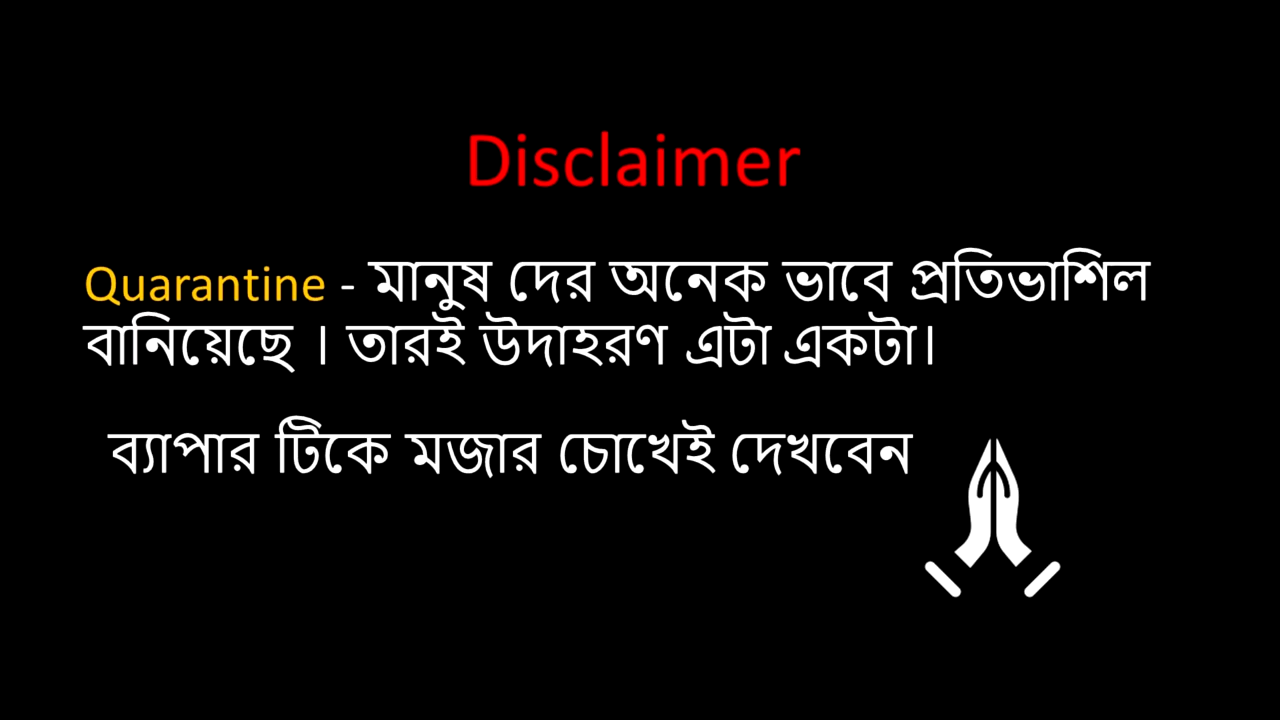 Disclaimer
Quarantine - মানুষ দের অনেক ভাবে প্রতিভাশিল
বানিয়েছে । তারই উদাহরণ এটা একটা।
ব্যাপার টিকে মজার চোখেই দেখবেন